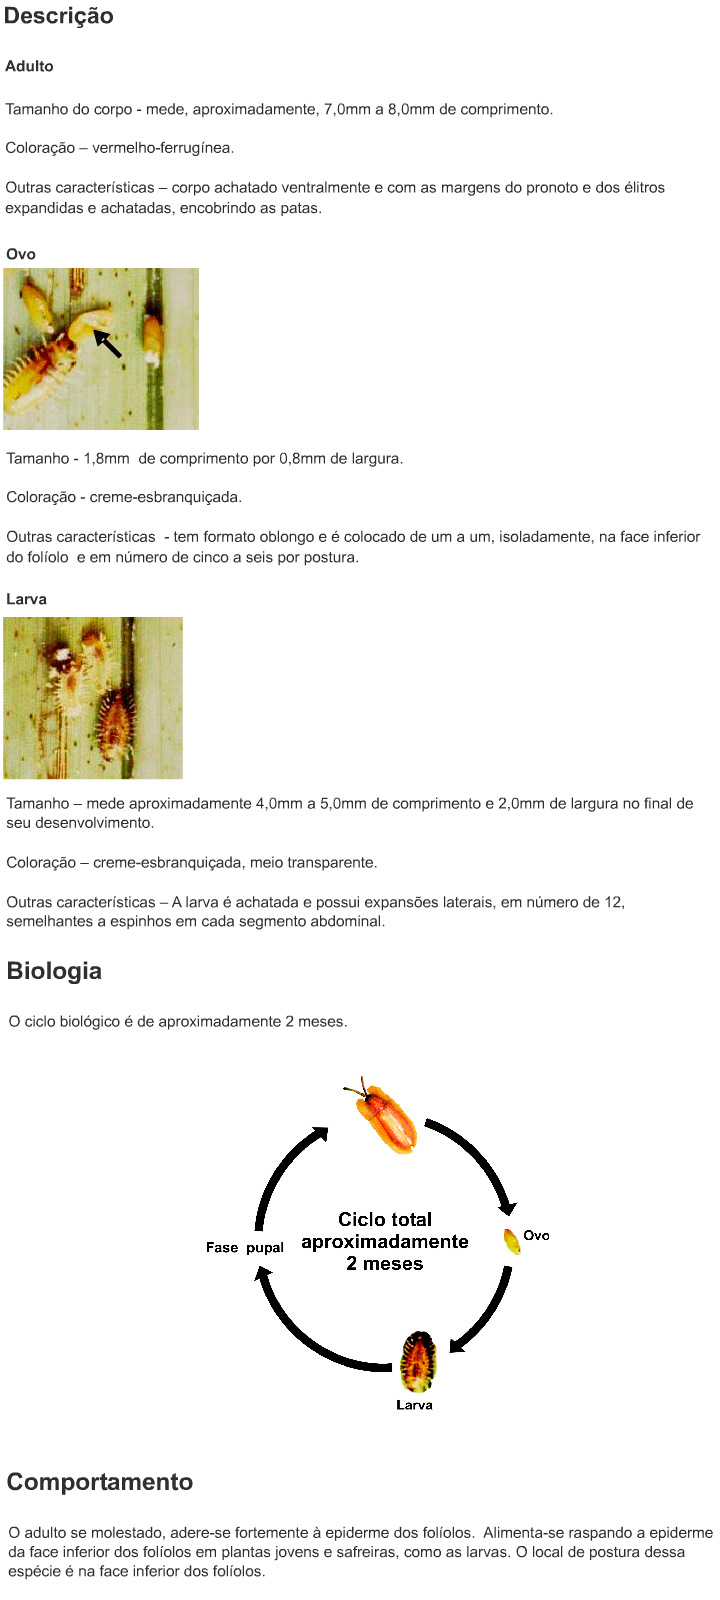 Descrição
Adulto
Tamanho do corpo - mede, aproximadamente, 7,0mm a 8,0mm de comprimento.
Coloração – vermelho-ferrugínea.
Outras características – corpo achatado ventralmente e com as margens do pronoto e dos élitros
expandidas e achatadas, encobrindo as patas.
Ovo
Tamanho - 1,8mm  de comprimento por 0,8mm de largura.
Coloração - creme-esbranquiçada.
Outras características  - tem formato oblongo e é colocado de um a um, isoladamente, na face inferior
do folíolo  e em número de cinco a seis por postura.
Larva
Tamanho – mede aproximadamente 4,0mm a 5,0mm de comprimento e 2,0mm de largura no final de
seu desenvolvimento.
Coloração – creme-esbranquiçada, meio transparente.
Outras características – A larva é achatada e possui expansões laterais, em número de 12,
semelhantes a espinhos em cada segmento abdominal.
Biologia
O ciclo biológico é de aproximadamente 2 meses.
Ciclo total
aproximadamente
2 meses
Ovo
Fase  pupal
Larva
Comportamento
O adulto se molestado, adere-se fortemente à epiderme dos folíolos.  Alimenta-se raspando a epiderme
da face inferior dos folíolos em plantas jovens e safreiras, como as larvas. O local de postura dessa
espécie é na face inferior dos folíolos.